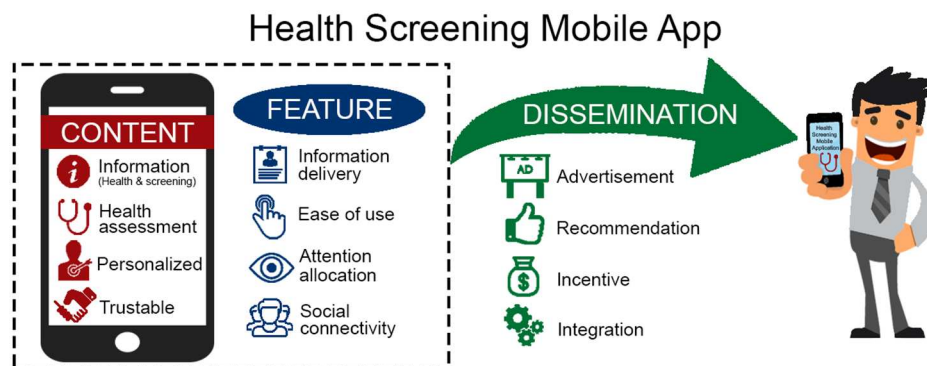 Health Screening Mobile App
CONTENT
Information
(Health & screening)
Health
assessment
Personalized
Trustable
FEATURE
Information
delivery
Ease of use
Attention
allocation
Social
connectivity
DISSEMINATION
AD
Advertisement
Recommendation
$
Incentive
Integration
Health
Screening
Mobile
Application